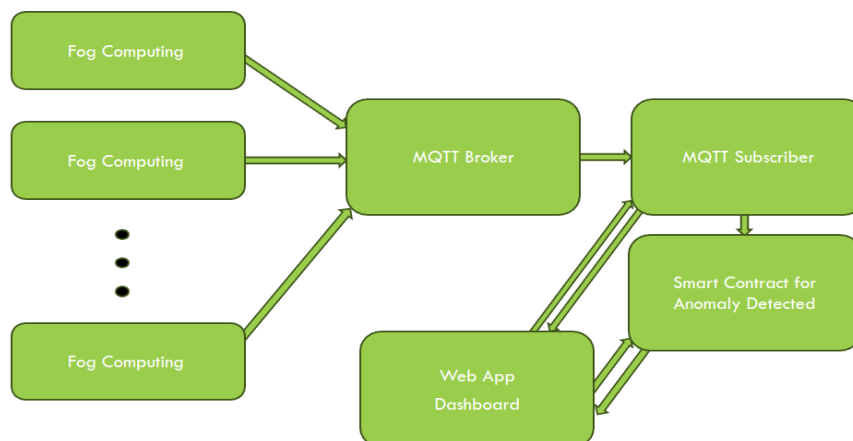 Fog Computing
Fog Computing
MQTT Broker
MQTT Subscriber
Smart Contract for
Anomaly Detected
Fog Computing
Web App
Dashboard